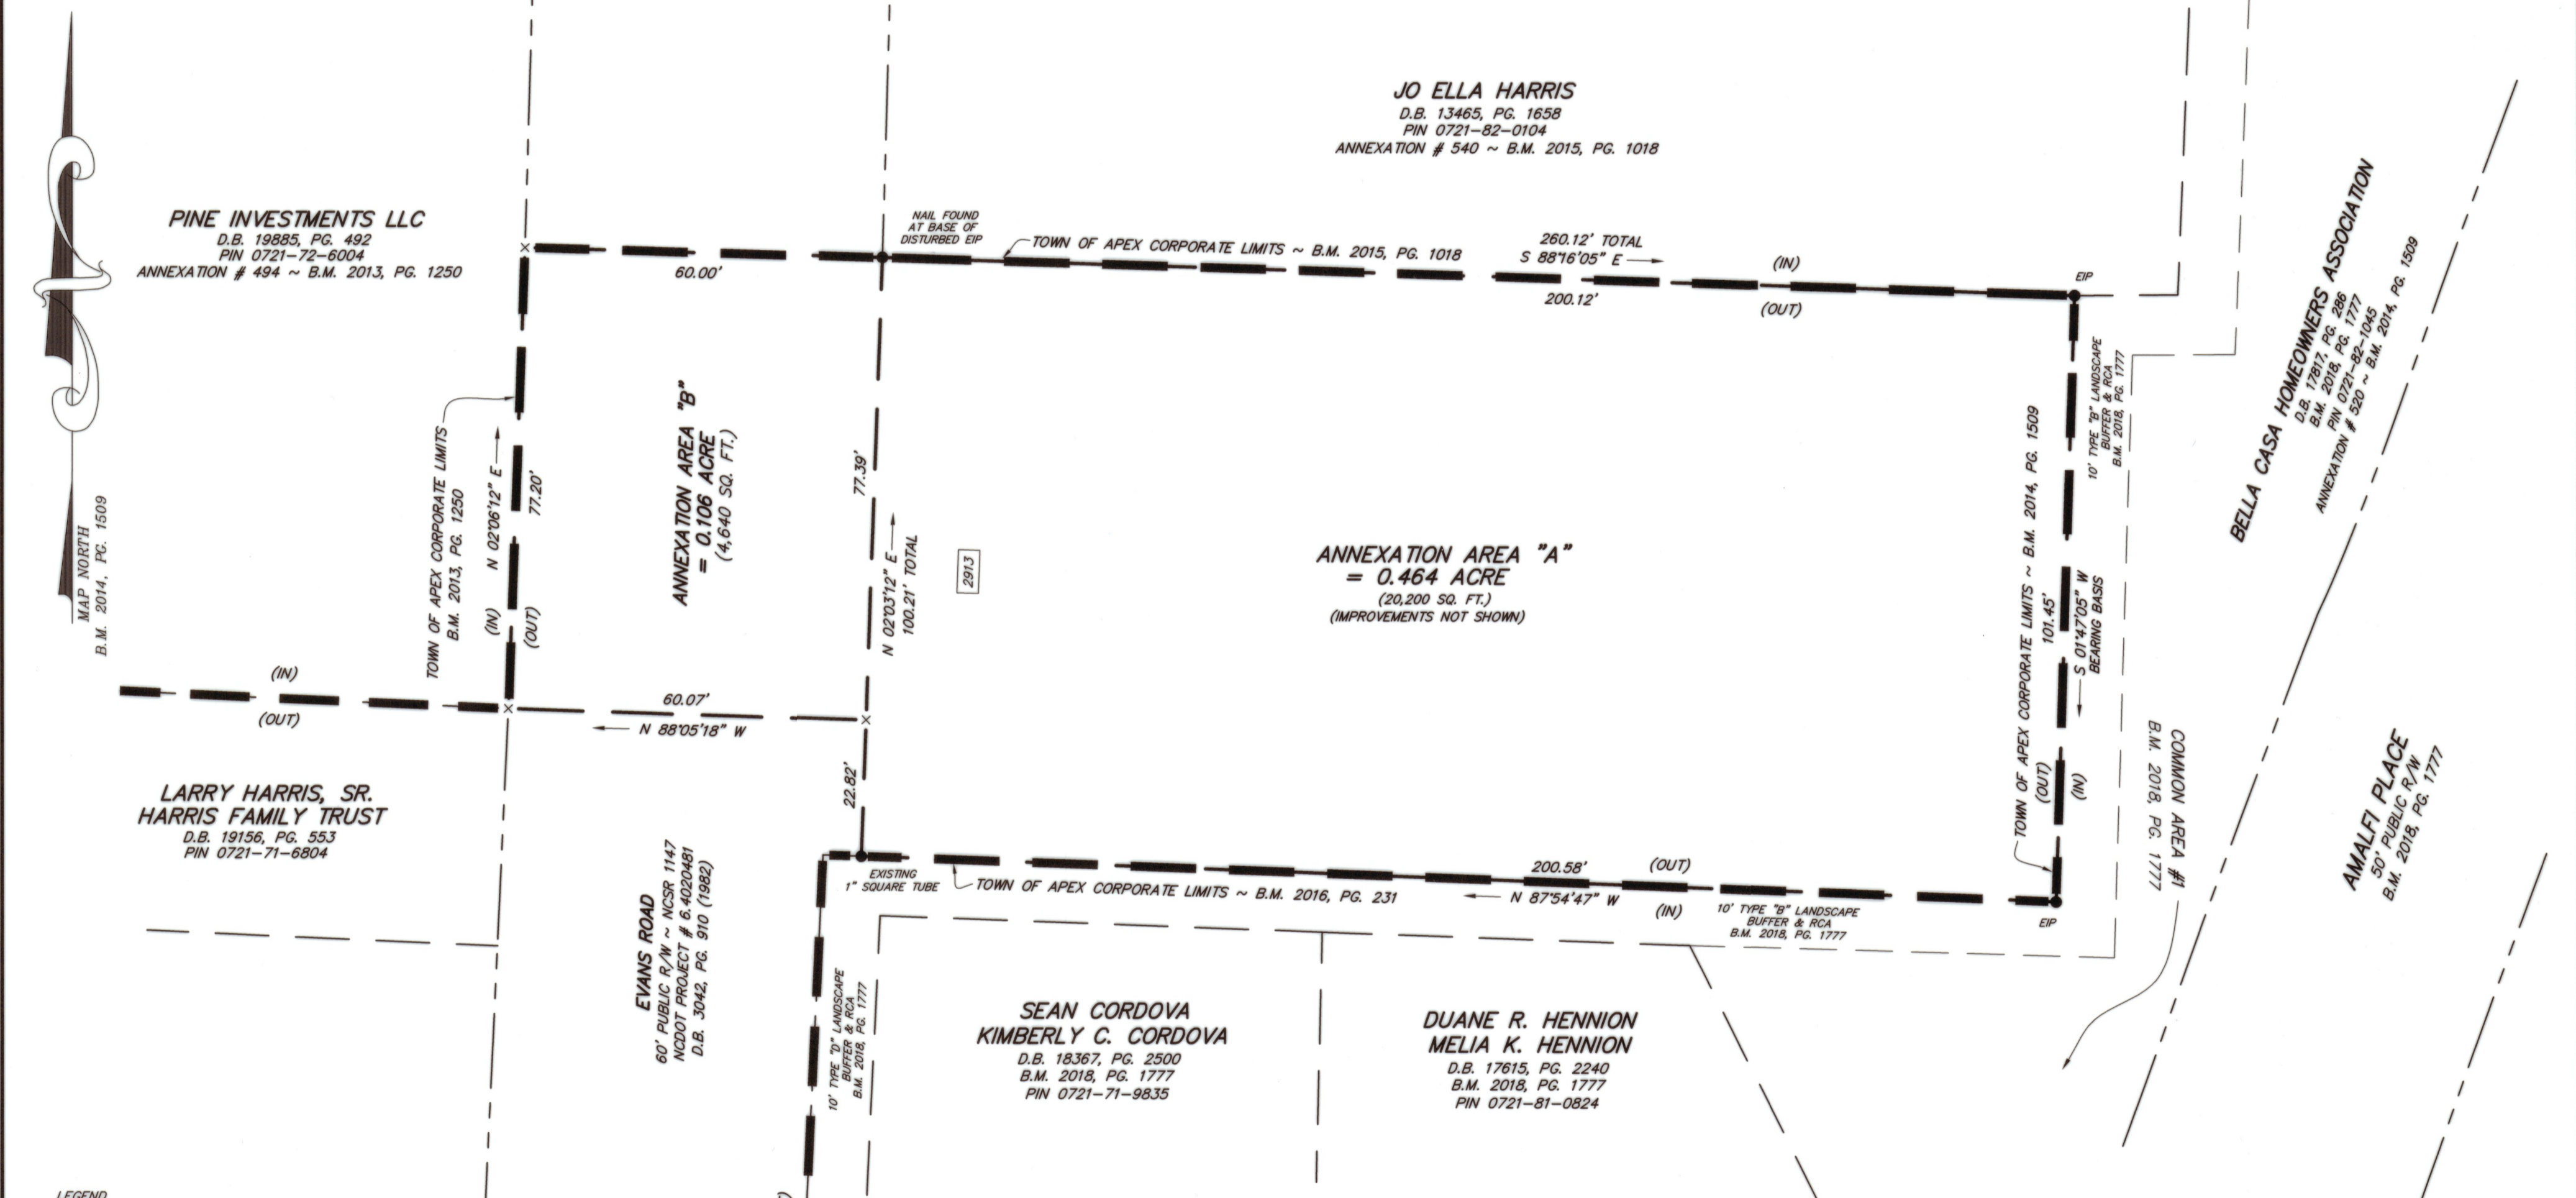 JO ELLA HARRIS
D.B. 13465, PG. 1658
PIN 0721-82-0104
ANNEXATION # 540 ~ B.M. 2015, PG. 1018
PINE INVESTMENTS LLC
D.B. 19885, PG. 492
PIN 0721-72-6004
ANNEXATION # 494 ~ B.M. 2013, PG. 1250
NAIL FOUND
AT BASE OF
DISTURBED EIP
TOWN OF APEX CORPORATE LIMITS ~ B.M. 2015, PG. 1018
260.12' TOTAL
S 88°16'05" E
200.12'
(IN)
(OUT)
EIP
60.00'
BELLA CASA HOMEOWNERS ASSOCIATION
D.B. 17817, PG. 286
B.M. 2018, PG. 1777
PIN 0721-82-1045
ANNEXATION # 520 ~ B.M. 2014, PG. 1509
10' TYPE "B" LANDSCAPE
BUFFER & RCA
B.M. 2018, PG. 1777
MAP NORTH
B.M. 2014, PG. 1509
TOWN OF APEX CORPORATE LIMITS
B.M. 2013, PG. 1250
(IN)
N 02°06'12" E
77.20'
(OUT)
ANNEXATION AREA "B"
= 0.106 ACRE
(4,640 SQ. FT.)
77.39'
N 02°03'12" E
100.21' TOTAL
2913
ANNEXATION AREA "A"
= 0.464 ACRE
(20,200 SQ. FT.)
(IMPROVEMENTS NOT SHOWN)
TOWN OF APEX CORPORATE LIMITS ~ B.M. 2014, PG. 1509
101.45'
(OUT)
S 01°47'05" W
BEARING BASIS
(IN)
(IN)
(OUT)
60.07'
N 88°05'18" W
22.82'
COMMON AREA #1
B.M. 2018, PG. 1777
AMALFI PLACE
50' PUBLIC R/W
B.M. 2018, PG. 1777
LARRY HARRIS, SR.
HARRIS FAMILY TRUST
D.B. 19156, PG. 553
PIN 0721-71-6804
EXISTING
1" SQUARE TUBE
TOWN OF APEX CORPORATE LIMITS ~ B.M. 2016, PG. 231
200.58'
N 87°54'47" W
(OUT)
(IN)
10' TYPE "B" LANDSCAPE
BUFFER & RCA
B.M. 2018, PG. 1777
EIP
EVANS ROAD
60' PUBLIC R/W ~ NCSR 1147
NCDOT PROJECT # 6.4020481
D.B. 3042, PG. 910 (1982)
10' TYPE "D" LANDSCAPE
BUFFER & RCA
B.M. 2018, PG. 1777
SEAN CORDOVA
KIMBERLY C. CORDOVA
D.B. 18367, PG. 2500
B.M. 2018, PG. 1777
PIN 0721-71-9835
DUANE R. HENNION
MELIA K. HENNION
D.B. 17615, PG. 2240
B.M. 2018, PG. 1777
PIN 0721-81-0824
LEGEND